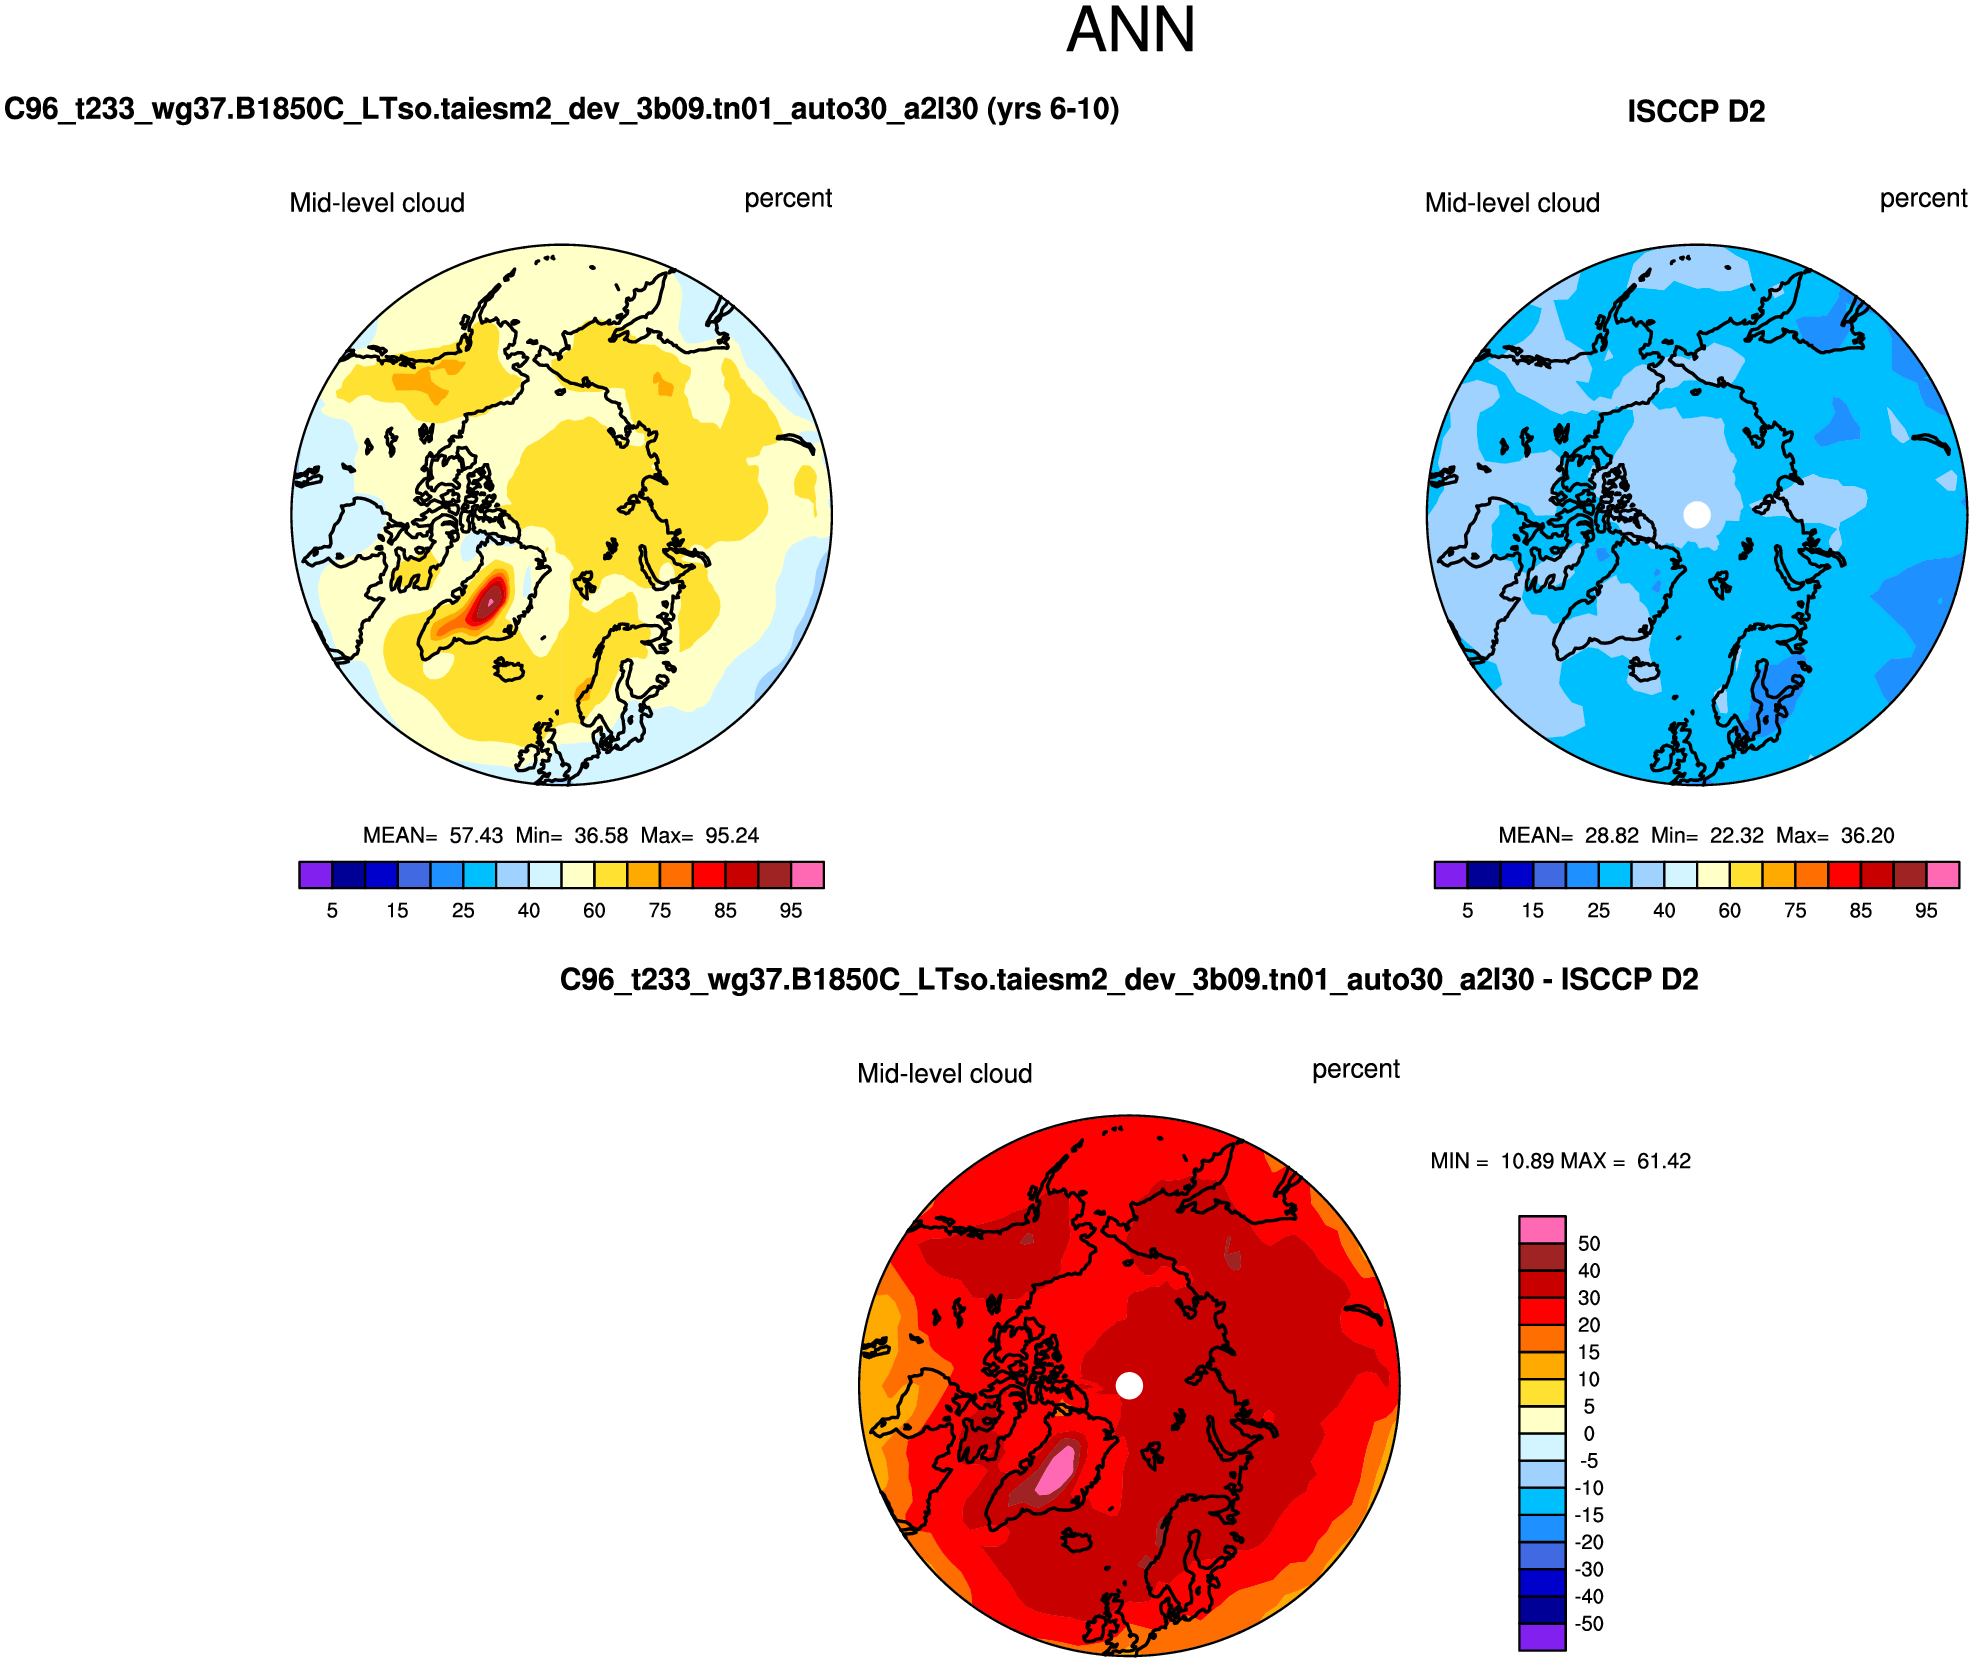 ANN
C96_t233_wg37.B1850C_LTso.taiesm2_dev_3b09.tn01_auto30_a2l30 (yrs 6-10)
ISCCP D2
Mid-level cloud percent
Mid-level cloud percent
MEAN= 57.43 Min= 36.58 Max= 95.24
MEAN= 28.82 Min= 22.32 Max= 36.20
5 15 25 40 60 75 85 95
5 15 25 40 60 75 85 95
C96_t233_wg37.B1850C_LTso.taiesm2_dev_3b09.tn01_auto30_a2l30 - ISCCP D2
Mid-level cloud percent
MIN = 10.89 MAX = 61.42
50
40
30
20
15
10
5
0
-5
-10
-15
-20
-30
-40
-50